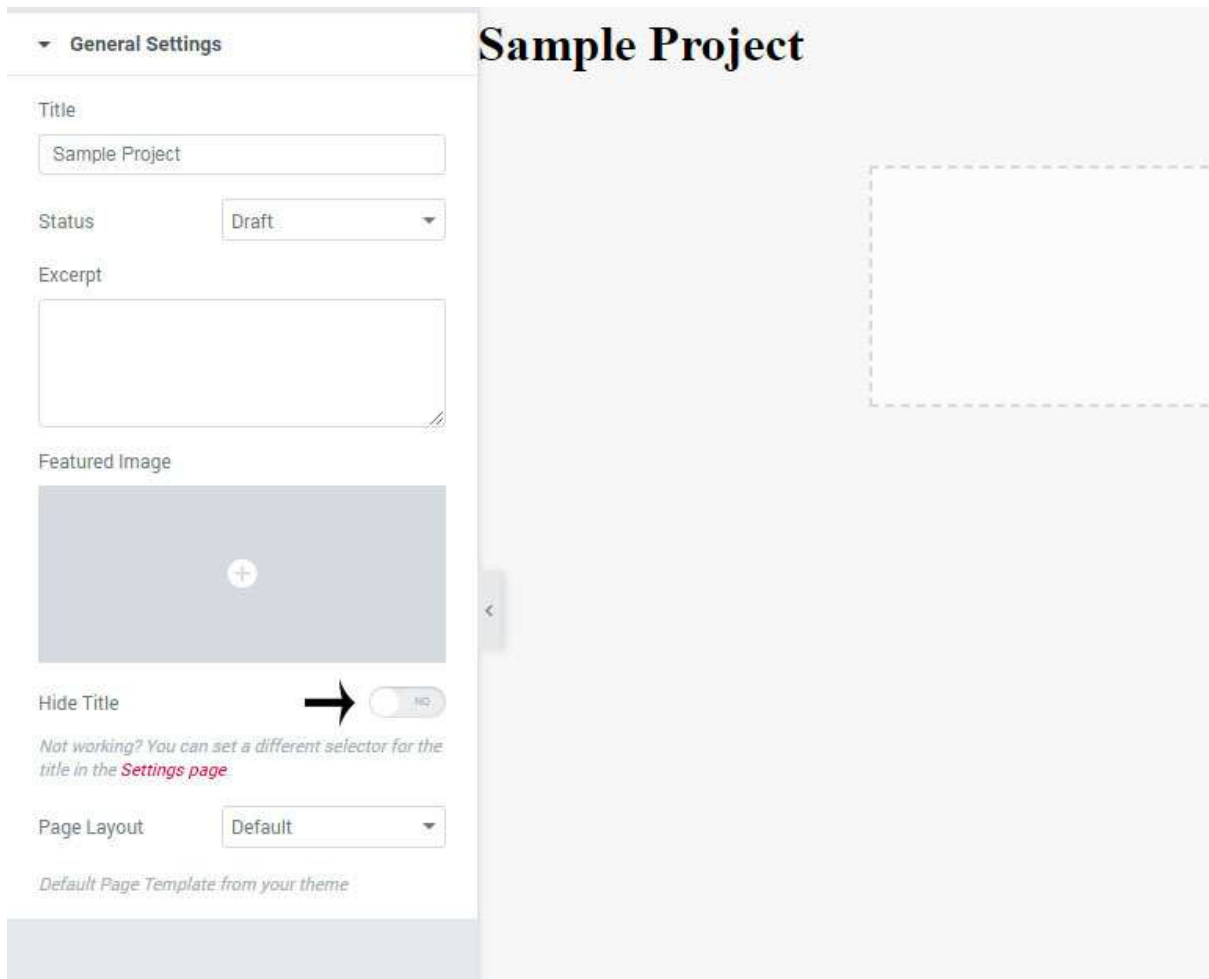 General Settings
Sample Project
Title
Sample Project
Status
Draft
Excerpt
Featured Image
Hide Title
NO
Not working? You can set a different selector for the
title in the Settings page
Page Layout
Default
Default Page Template from your theme